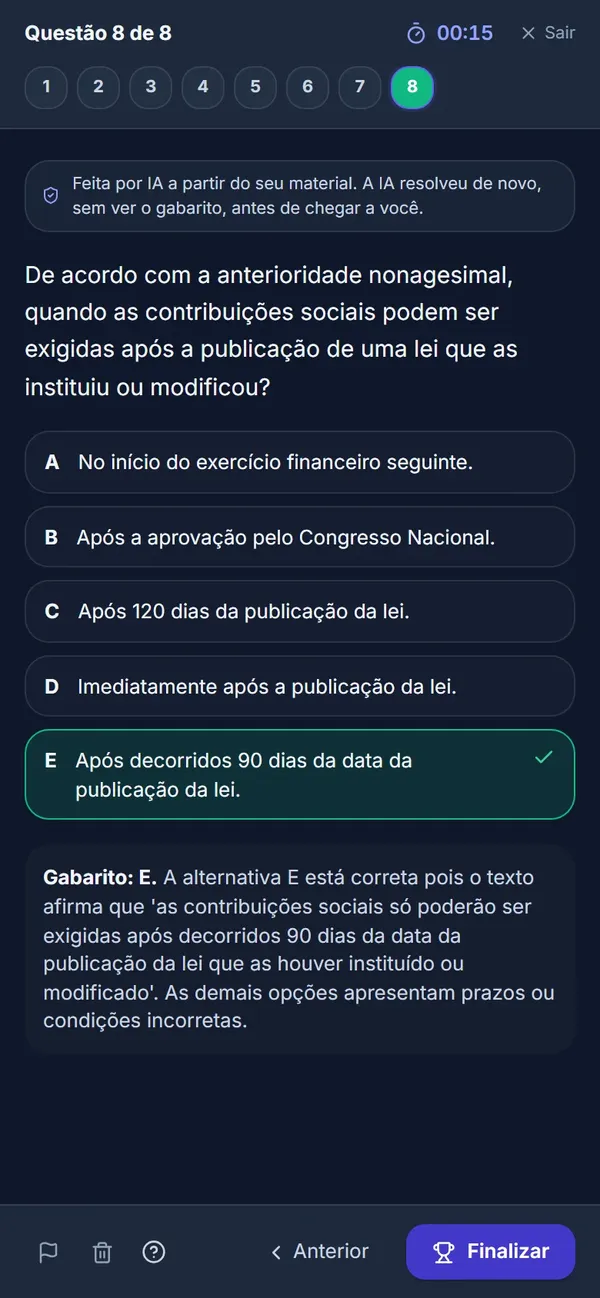 Questão 8 de 8
00:15
Sair
1 2 3 4 5 6 7 8
Feita por IA a partir do seu material. A IA resolveu de novo,
sem ver o gabarito, antes de chegar a você.
De acordo com a anterioridade nonagesimal,
quando as contribuições sociais podem ser
exigidas após a publicação de uma lei que as
instituiu ou modificou?
A No início do exercício financeiro seguinte.
B Após a aprovação pelo Congresso Nacional.
C Após 120 dias da publicação da lei.
D Imediatamente após a publicação da lei.
E Após decorridos 90 dias da data da
publicação da lei.
Gabarito: E. A alternativa E está correta pois o texto
afirma que 'as contribuições sociais só poderão ser
exigidas após decorridos 90 dias da data da
publicação da lei que as houver instituído ou
modificado'. As demais opções apresentam prazos ou
condições incorretas.
Anterior
Finalizar